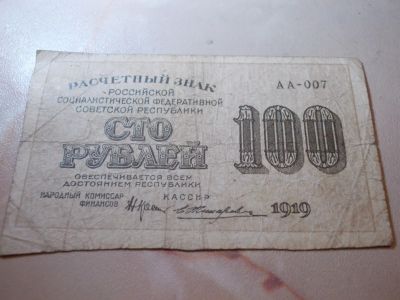 РАСЧЕТНЫЙ ЗНАК
РОССИЙСКОЙ
СОЦИАЛИСТИЧЕСКОЙ ФЕДЕРАТИВНОЙ
СОВЕТСКОЙ РЕСПУБЛИКИ
СТО
РУБЛЕЙ
ОБЕСПЕЧИВАЕТСЯ ВСЕМ
ДОСТОЯНИЕМ РЕСПУБЛИКИ
НАРОДНЫЙ КОМИССАР
ФИНАНСОВ
КАССИР
АА-007
100
1919